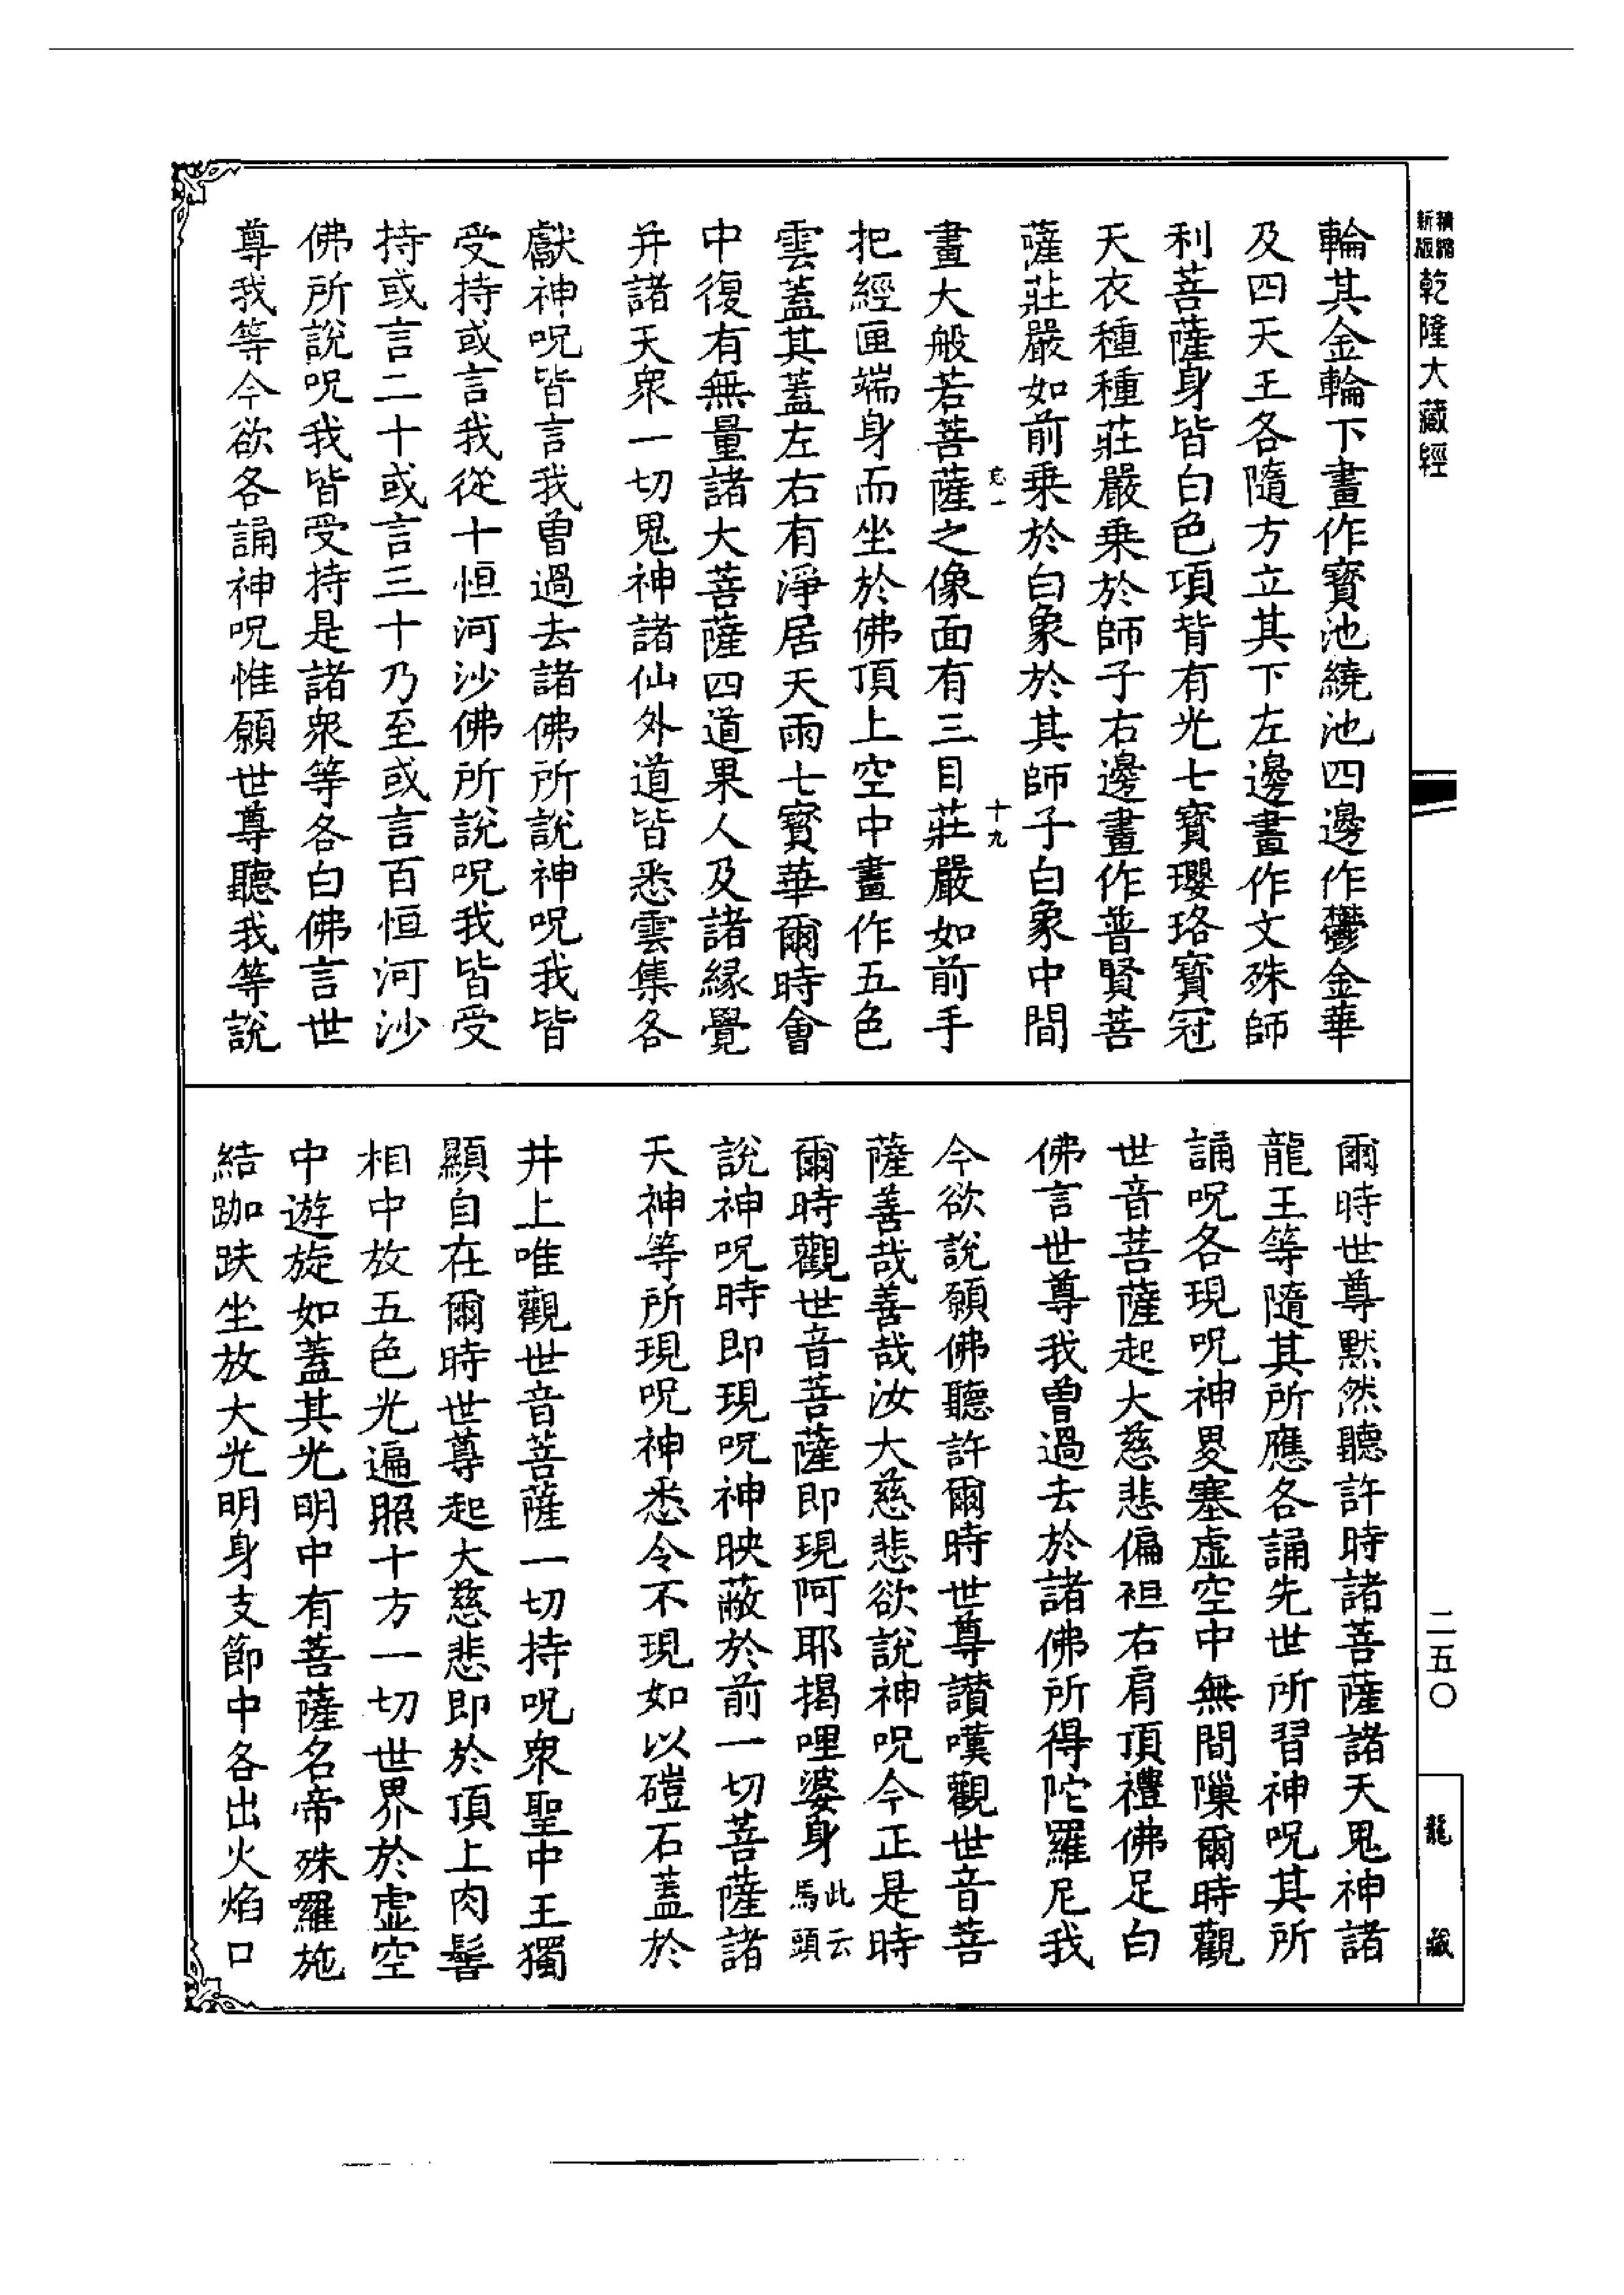 精縮新版乾隆大藏經
輪其金輪下畫作寶池繞池四邊作鬱金華
及四天王各隨方立其下左邊畫作文殊師
利菩薩身皆白色項背有光七寶瓔珞寶冠
天衣種種莊嚴乗於師子右邊畫作普賢菩
薩莊嚴如前乗於白象於其師子白象中間
十九
畫大般若菩薩之像面有三目莊嚴如前手
把經匣端身而坐於佛頂上空中畫作五色
雲蓋其蓋左右有淨居天雨七寳華爾時會
中復有無量諸大菩薩四道果人及諸縁覺
并諸天衆一切鬼神諸仙外道皆悉雲集各
獻神呪皆言我曽過去諸佛所說神呪我皆
受持或言我從十恒河沙佛所說呪我皆受
持或言二十或言三十乃至或言百恒河沙
佛所說呪我皆受持是諸衆等各白佛言世
尊我等今欲各誦神呪惟願世尊聽我等說
爾時世尊黙然聽許時諸菩薩諸天鬼神諸
龍王等隨其所應各誦先世所習神呪其所
誦呪各現呪神畟塞虚空中無間隟爾時觀
世音菩薩起大慈悲偏袒右肩頂禮佛足白
佛言世尊我曽過去於諸佛所得陀羅尼我
今欲說願佛聽許爾時世尊讃嘆觀世音菩
薩善哉善哉汝大慈悲欲說神呪今正是時
爾時觀世音菩薩即現阿耶揭哩婆身此云馬頭
說神呪時即現呪神映蔽於前一切菩薩諸
天神等所現呪神悉令不現如以磑石蓋於
井上唯觀世音菩薩一切持呪衆聖中王獨
顯自在爾時世尊起大慈悲即於頂上肉髻
相中放五色光遍照十方一切世界於虚空
中遊旋如蓋其光明中有菩薩名帝殊羅施
結跏趺坐放大光明身支節中各出火焰口
二五〇
龍藏